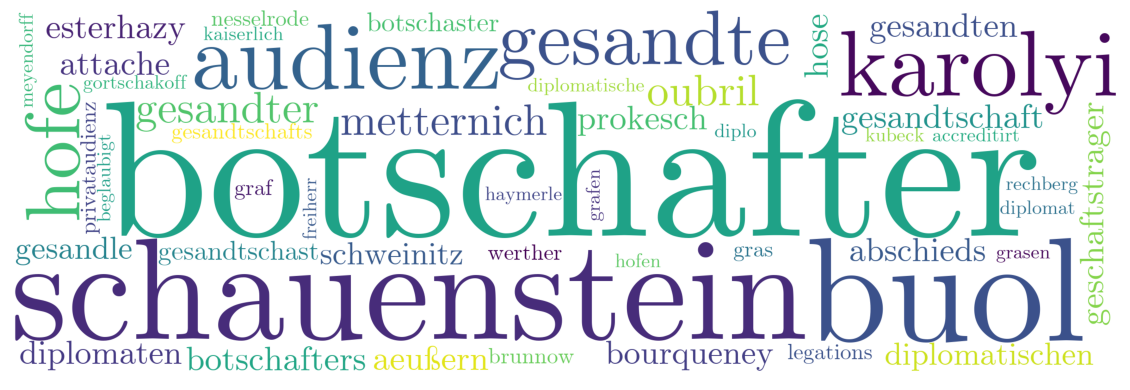 meyendorff
esterhazy
nesselrode
kaiserlich
botschaster
gesandte
hose
gesandten
attache
audienz
karolyi
gortschakoff
diplomatische
oubril
hofe
privataudienz
beglaubigt
gesandter
gesandtschafts
metternich
prokesch
diplo
gesandtschaft
kubeck
accreditirt
geschaftstrager
botschafter
graf
freiherr
haymerle
grafen
rechberg
diplomat
gesandle
gesandtschast
schweinitz
werther
hofen
gras
abschieds
grasen
schauenstein
buol
diplomaten
botschafters
aeußern
brunnow
bourqueney
legations
diplomatischen